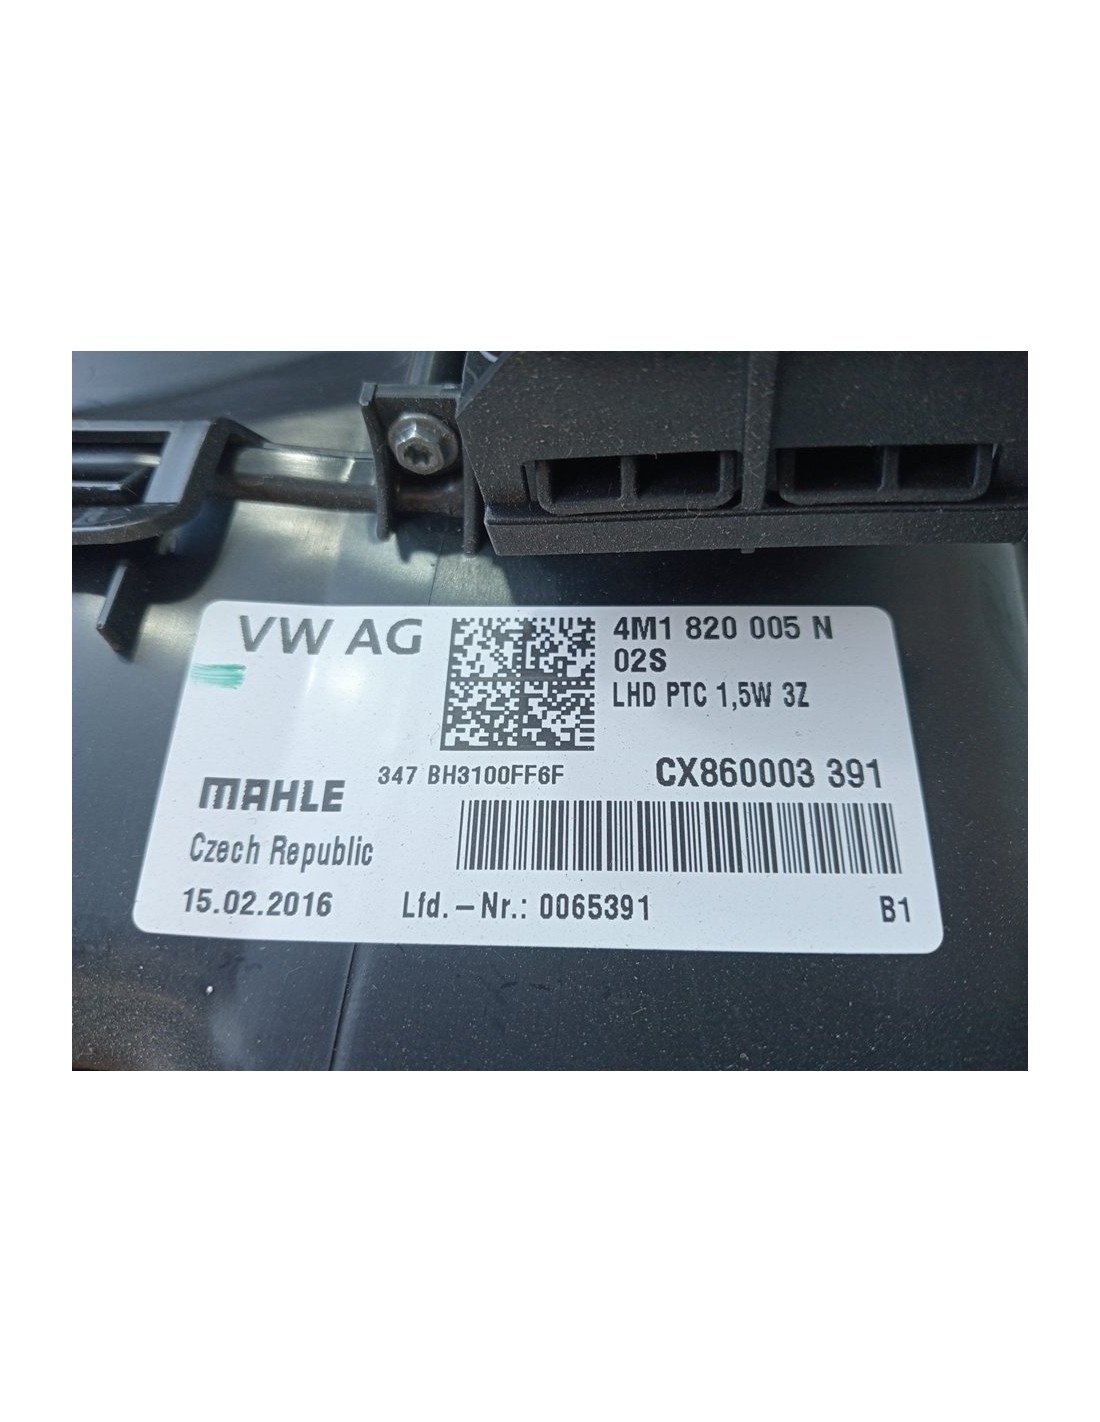 VW AG
4M1 820 005 N
02S
LHD PTC 1,5W 3Z
347 BH3100FF6F
CX860003 391
MAHLE
Czech Republic
15.02.2016
Lfd.-Nr.: 0065391
B1